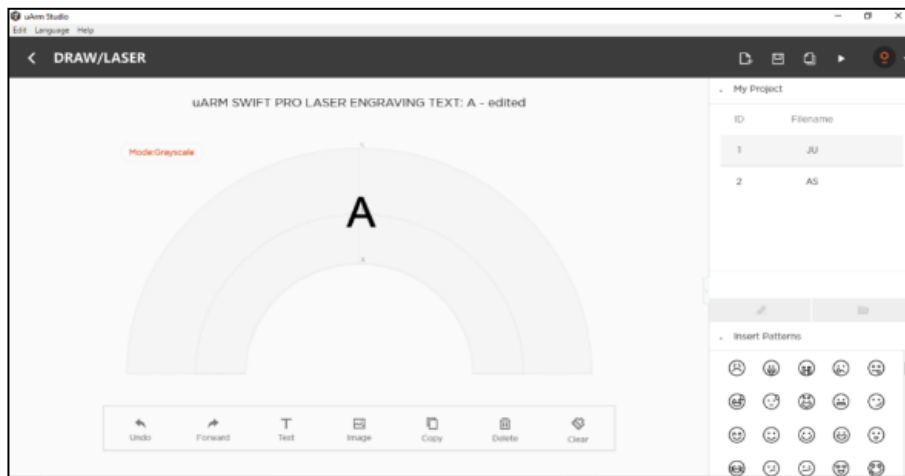 uArm Studio
Edit Language Help
DRAW/LASER
uARM SWIFT PRO LASER ENGRAVING TEXT: A - edited
Mode:Grayscale
A
Undo Forward Text Image Copy Delete Clear
My Project
ID Filename
1 JU
2 AS
Insert Patterns